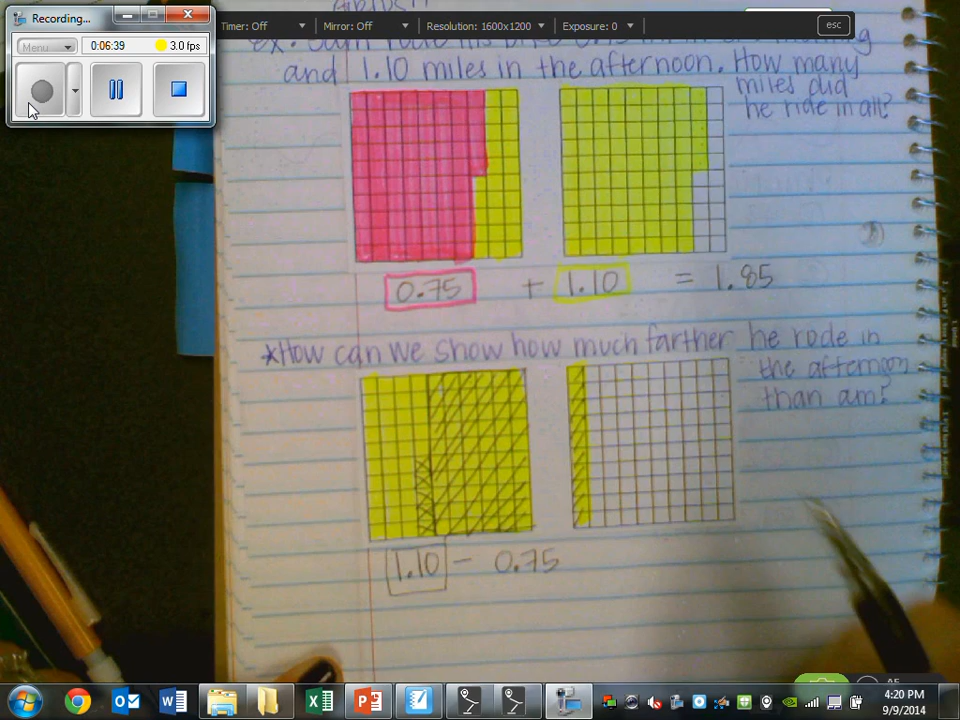 Recording...
Menu
0:06:39
3.0 fps
Timer: Off
Mirror: Off
Resolution: 1600x1200
Exposure: 0
esc
and 1.10 miles in the afternoon. How many
miles did
he ride in all?
0.75 + 1.10 = 1.85
*How can we show how much farther he rode in
the afternoon
than am?
1.10 - 0.75
4:20 PM
9/9/2014